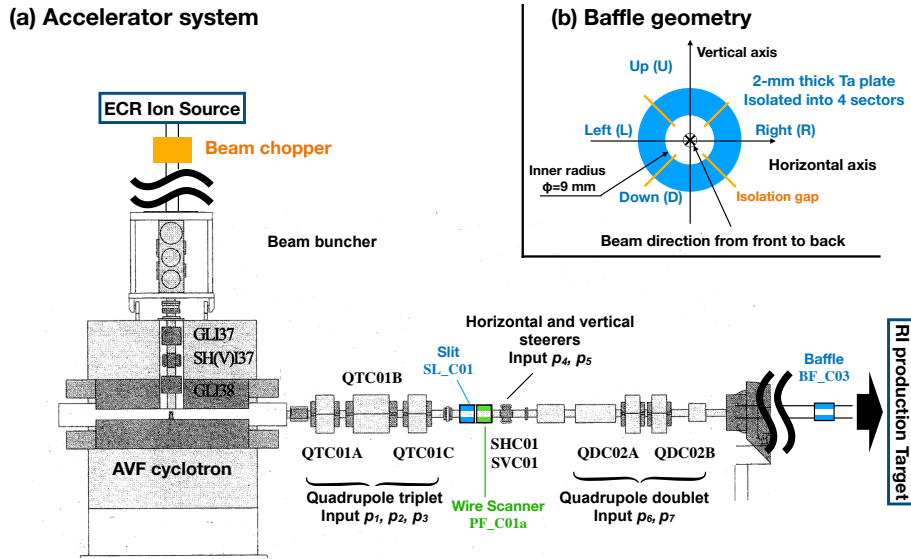 (a) Accelerator system
ECR Ion Source
Beam chopper
Beam buncher
GLI37
SH(V)I37
GLI38
AVF cyclotron
QTC01A
QTC01B
QTC01C
Quadrupole triplet
Input p1, p2, p3
Slit
SL_C01
Wire Scanner
PF_C01a
Horizontal and vertical
steerers
Input p4, p5
SHC01
SVC01
QDC02A
QDC02B
Quadrupole doublet
Input p6, p7
Baffle
BF_C03
RI production Target
(b) Baffle geometry
Vertical axis
Up (U)
2-mm thick Ta plate
Isolated into 4 sectors
Left (L)
Right (R)
Horizontal axis
Inner radius
ϕ=9 mm
Down (D)
Isolation gap
Beam direction from front to back